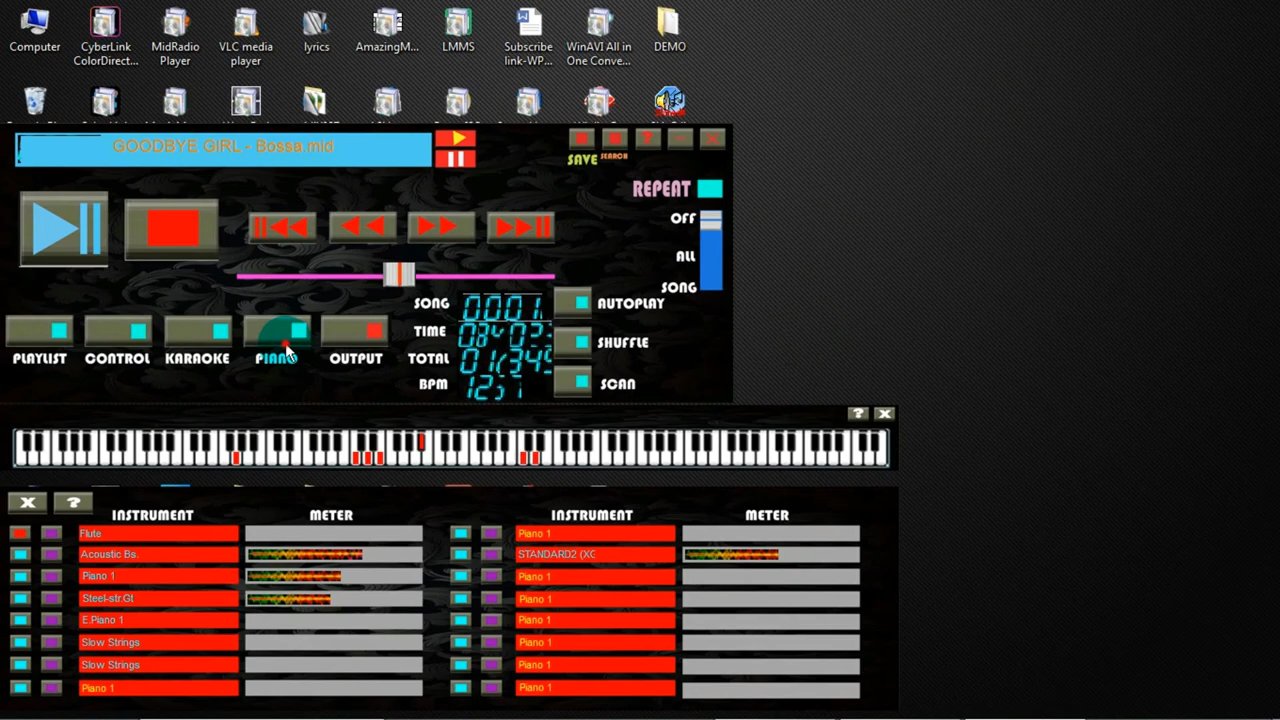 Computer
CyberLink
ColorDirect...
MidRadio
Player
VLC media
player
lyrics
AmazingM...
LMMS
Subscribe
link-WP...
WinAVI All in
One Conve...
DEMO
GOODBYE GIRL - Bossa.mid
SAVE
SEARCH
REPEAT
OFF
ALL
SONG
SONG
AUTOPLAY
TIME
SHUFFLE
PLAYLIST
CONTROL
KARAOKE
PIANO
OUTPUT
TOTAL
BPM
SCAN
?
X
X
?
INSTRUMENT
METER
INSTRUMENT
METER
Flute
Piano 1
Acoustic Bs.
STANDARD2 (XG
Piano 1
Piano 1
Steel-str.Gt
Piano 1
E.Piano 1
Piano 1
Slow Strings
Piano 1
Slow Strings
Piano 1
Piano 1
Piano 1